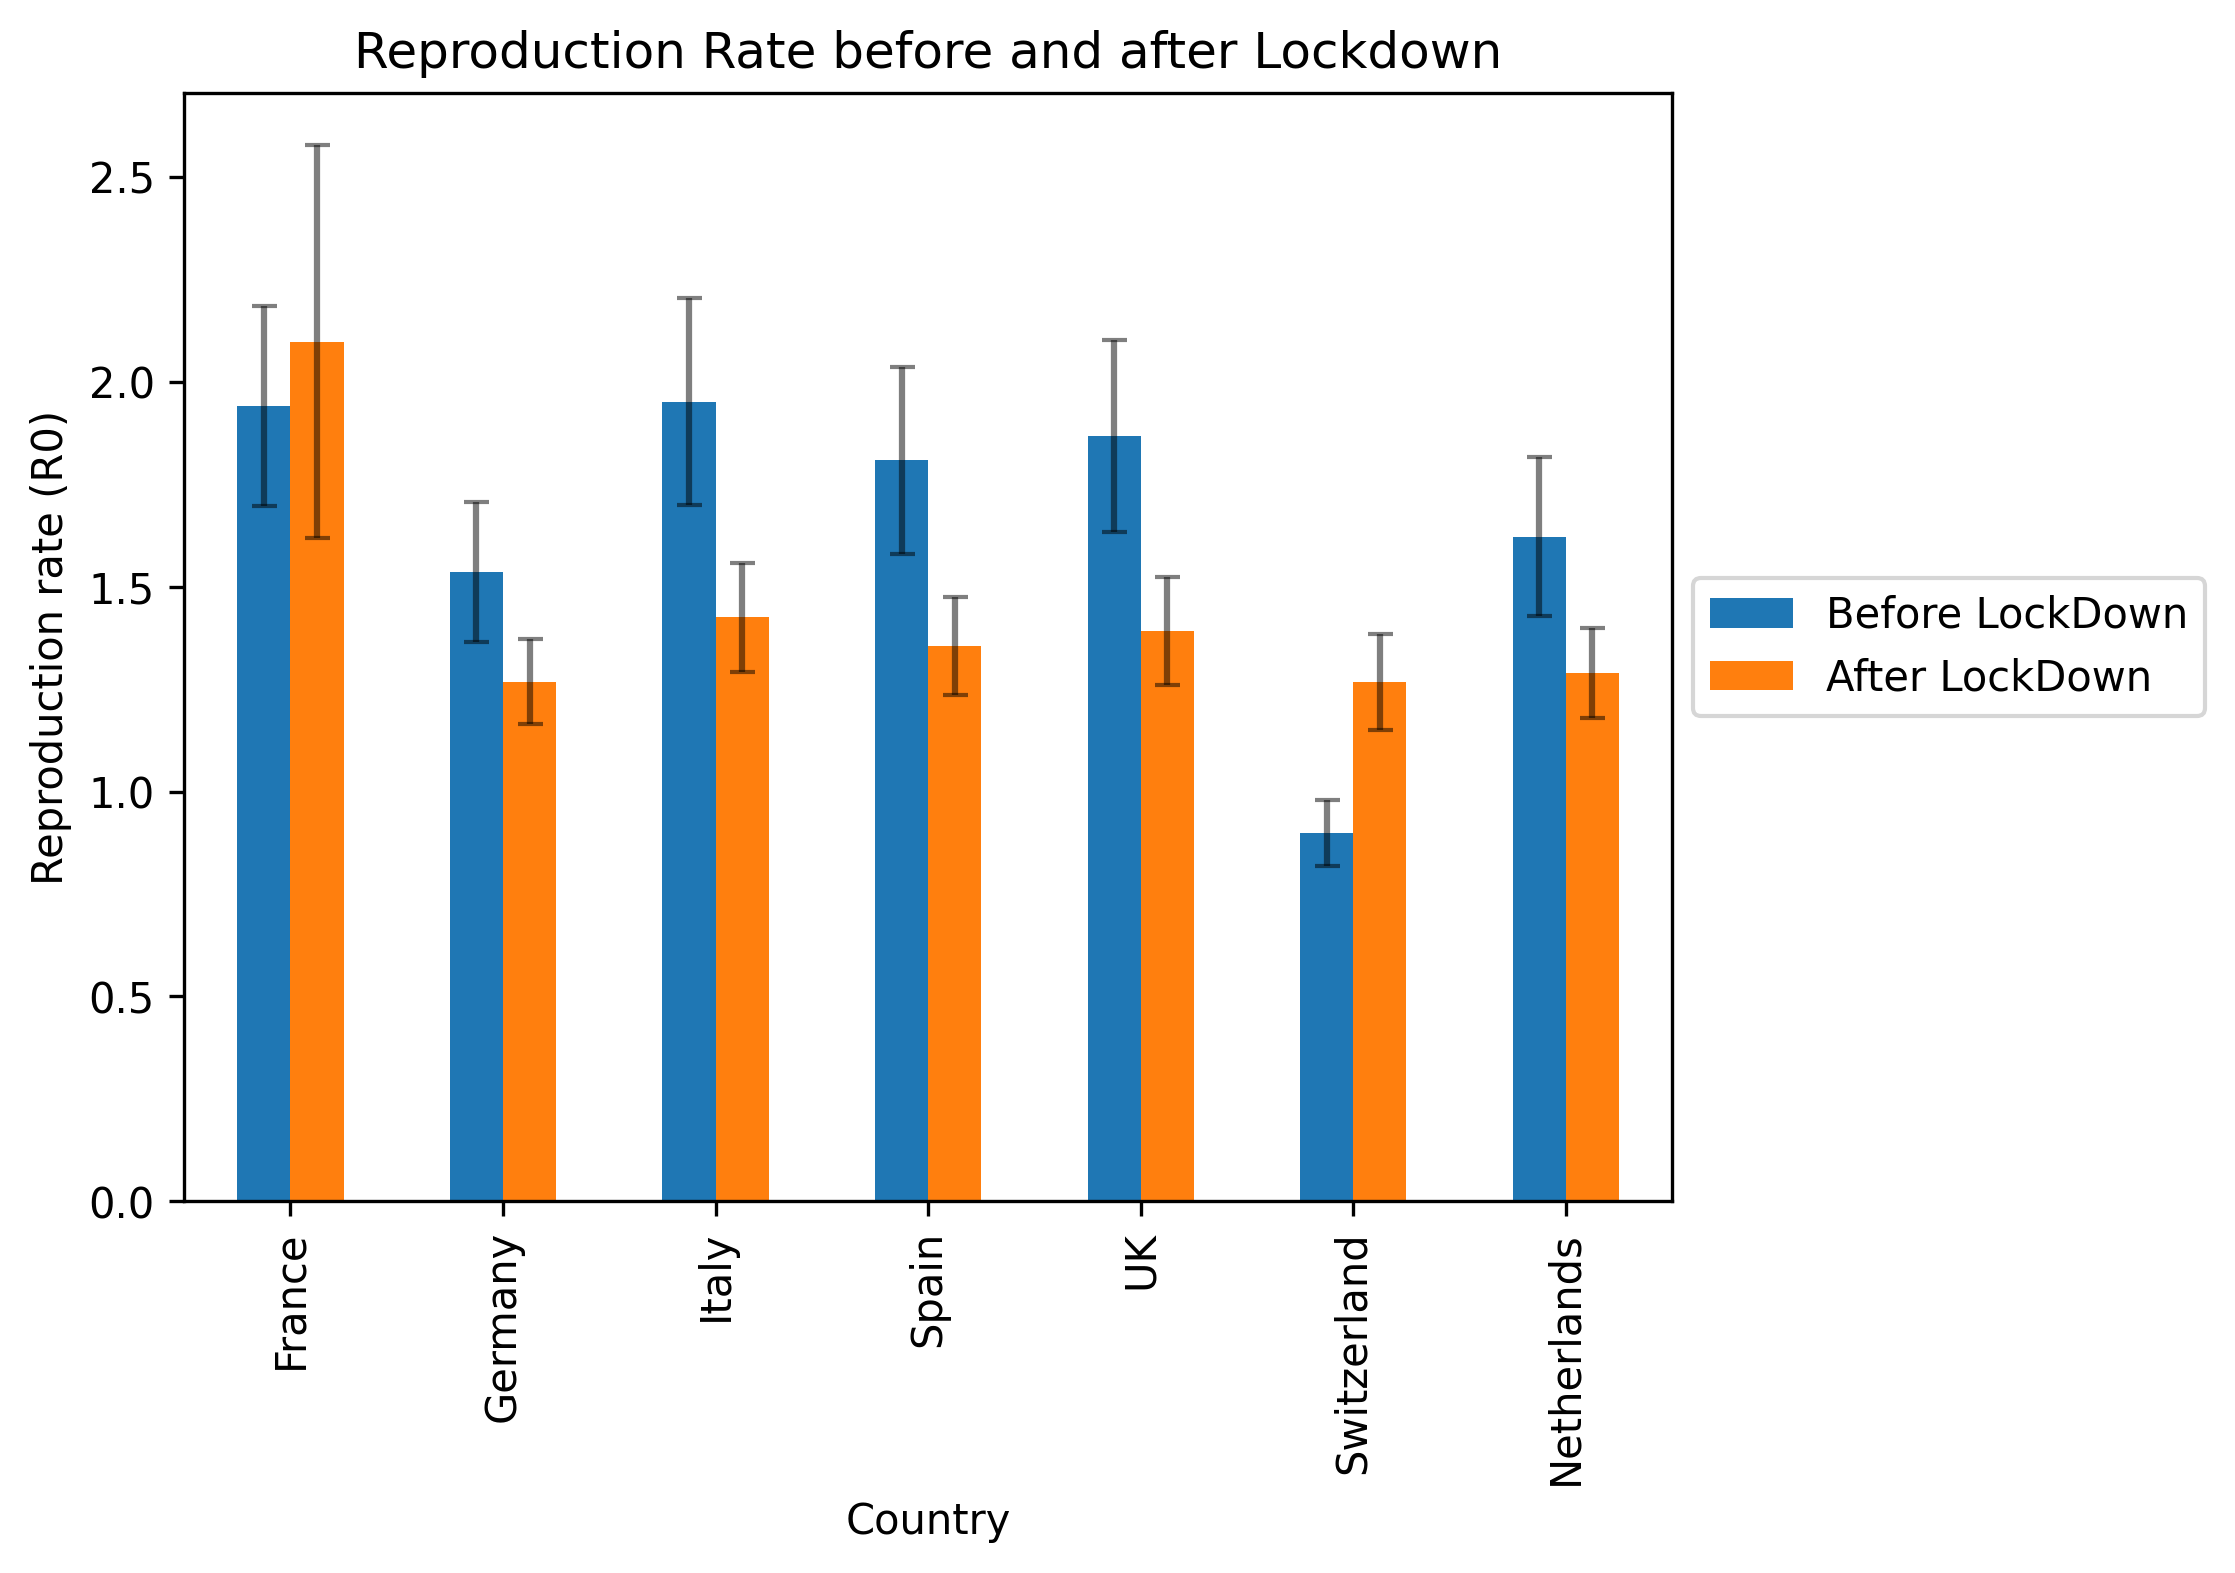 Reproduction Rate before and after Lockdown
Reproduction rate (R0)
2.5
2.0
1.5
1.0
0.5
0.0
France
Germany
Italy
Spain
UK
Switzerland
Netherlands
Country
Before LockDown
After LockDown